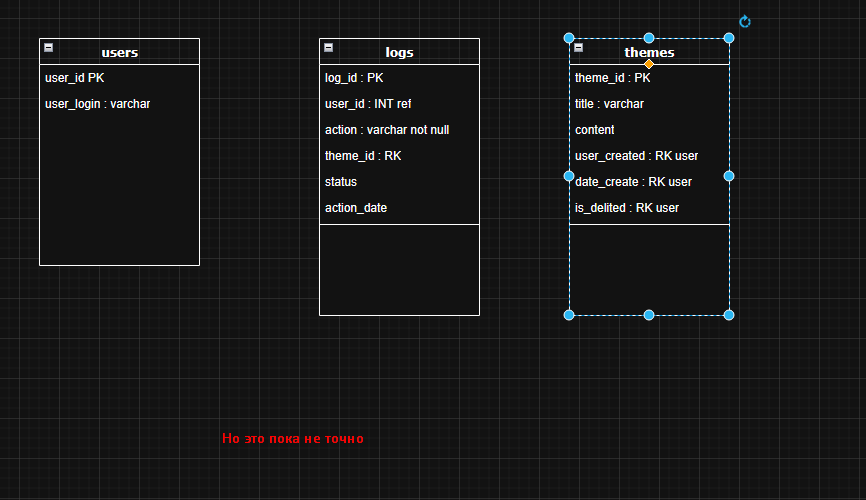 users
user_id PK
user_login : varchar
logs
log_id : PK
user_id : INT ref
action : varchar not null
theme_id : RK
status
action_date
themes
theme_id : PK
title : varchar
content
user_created : RK user
date_create : RK user
is_delited : RK user
Но это пока не точно